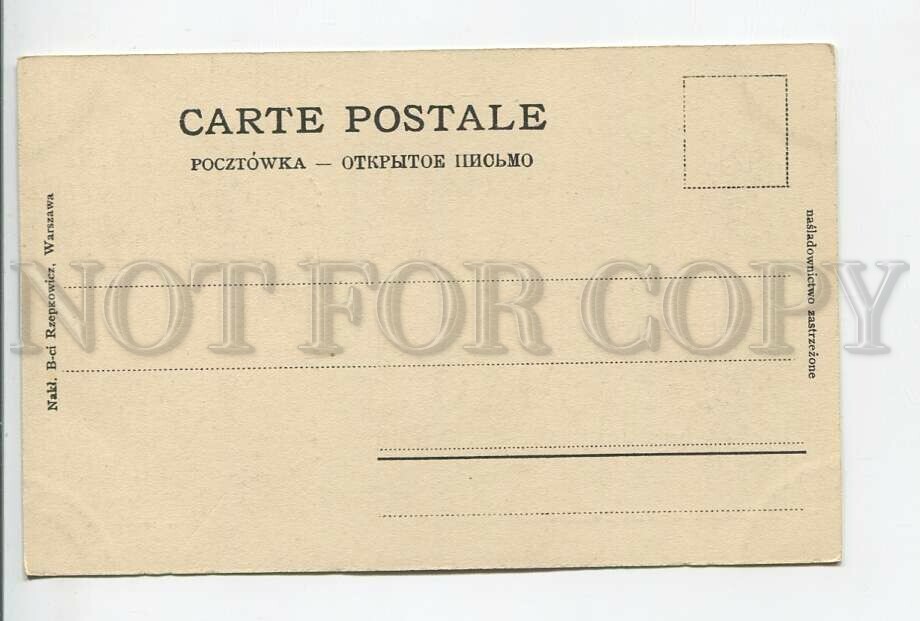 CARTE POSTALE
POCZTÓWKA — ОТКРЫТОЕ ПИСЬМО
Nakł. B-ci Rzepkowicz, Warszawa
naśladownictwo zastrzeżone
NOT FOR COPY